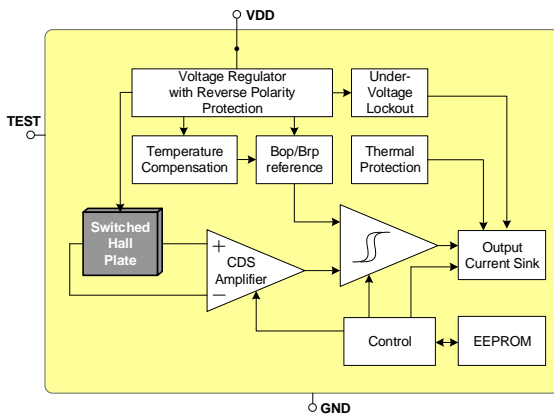 VDD
Voltage Regulator
with Reverse Polarity
Protection
Under-
Voltage
Lockout
TEST
Temperature
Compensation
Bop/Brp
reference
Thermal
Protection
Switched
Hall
Plate
+
CDS
Amplifier
−
Output
Current Sink
Control
EEPROM
GND